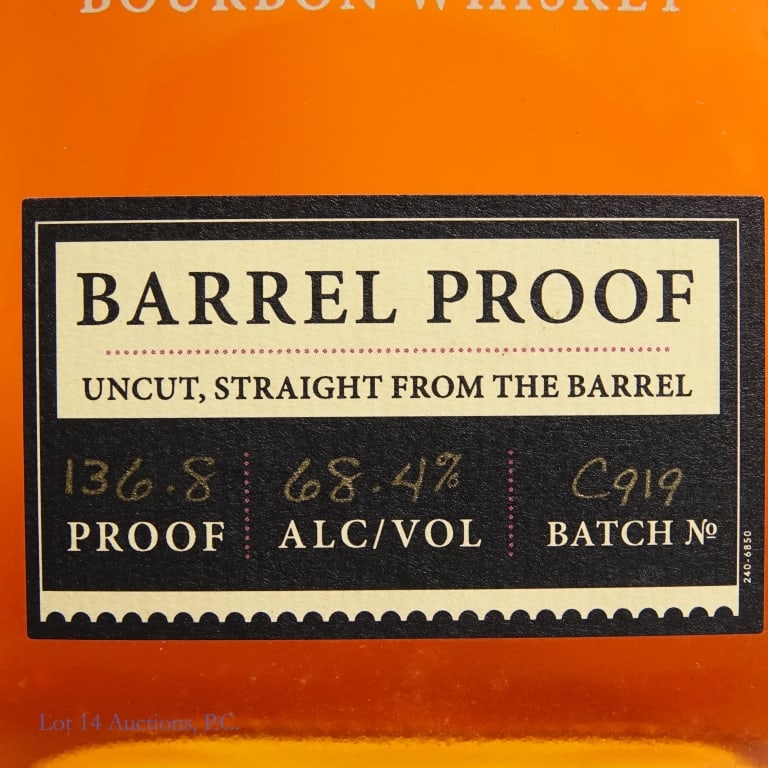 BOURBON WHISKEY
BARREL PROOF
UNCUT, STRAIGHT FROM THE BARREL
136.8 68.4% C919
PROOF ALC/VOL BATCH Nº
240-6850
Lot 14 Auctions, P.C.